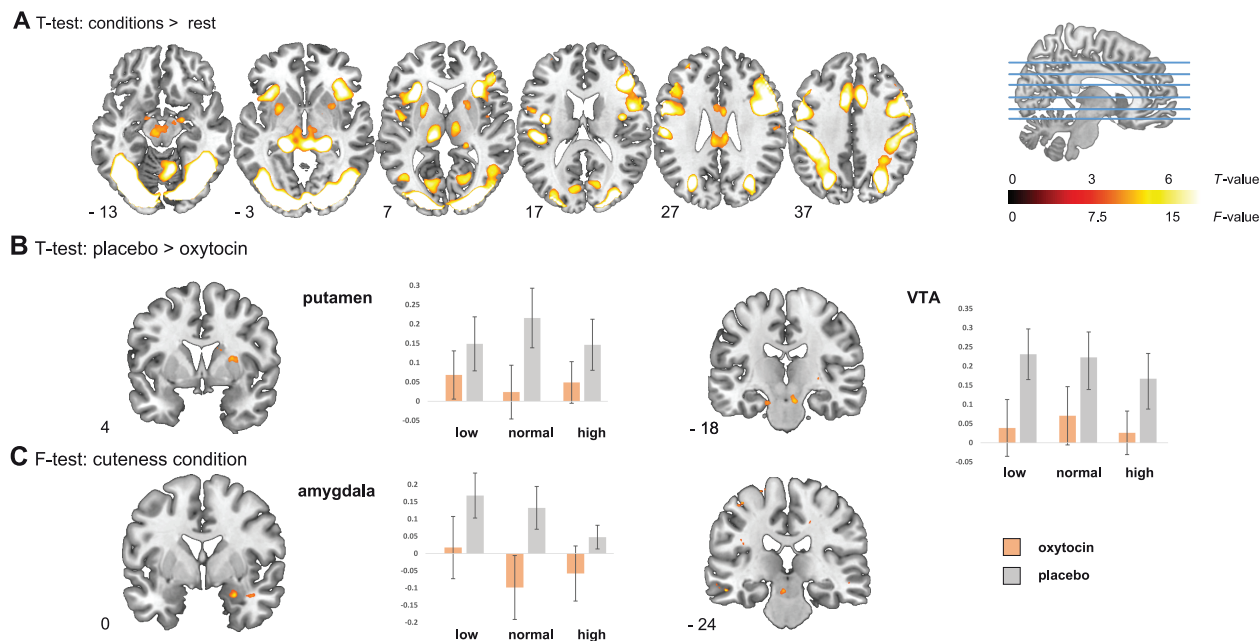 A T-test: conditions > rest
- 13
- 3
7
17
27
37
0 3 6 T-value
0 7.5 15 F-value
B T-test: placebo > oxytocin
4
putamen
0.3
0.25
0.2
0.15
0.1
0.05
0
-0.05
low normal high
- 18
VTA
0.35
0.3
0.25
0.2
0.15
0.1
0.05
0
-0.05
low normal high
C F-test: cuteness condition
0
amygdala
0.2
0.15
0.1
0.05
0
-0.05
-0.1
-0.15
-0.2
low normal high
- 24
oxytocin
placebo